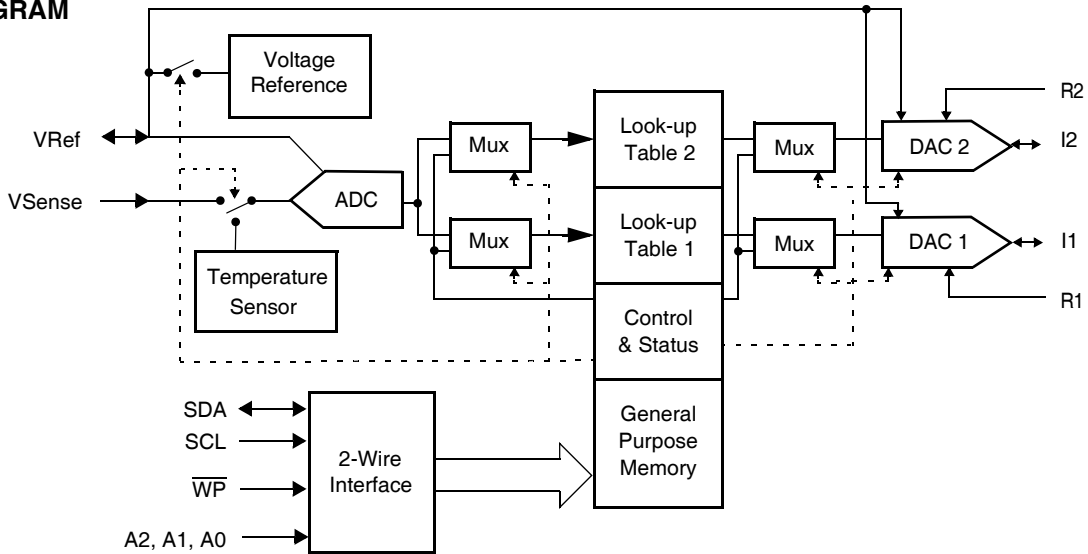 GRAM
Voltage
Reference
VRef
VSense
ADC
Temperature
Sensor
Mux
Mux
Look-up
Table 2
Look-up
Table 1
Control
& Status
General
Purpose
Memory
Mux
Mux
DAC 2
DAC 1
R2
I2
I1
R1
SDA
SCL
WP
A2, A1, A0
2-Wire
Interface